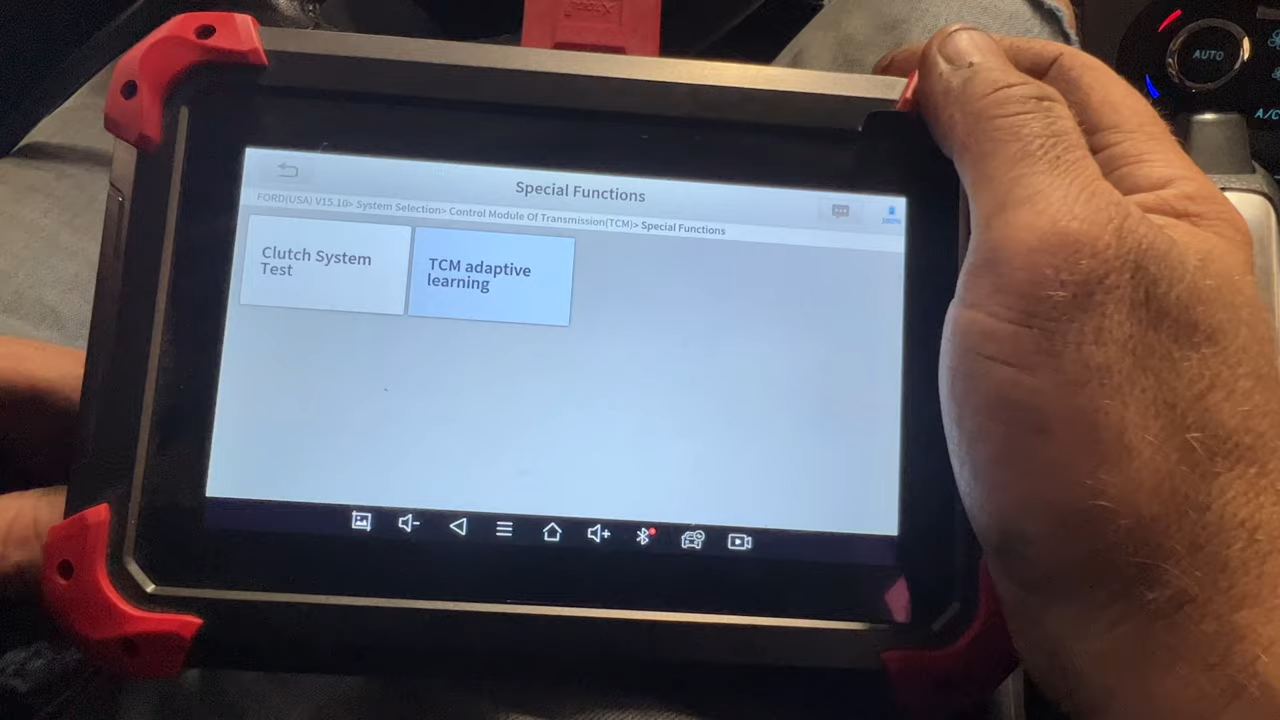 Special Functions
FORD(USA) V15.10> System Selection> Control Module Of Transmission(TCM)> Special Functions
100%
Clutch System
Test
TCM adaptive
learning
AUTO
A/C